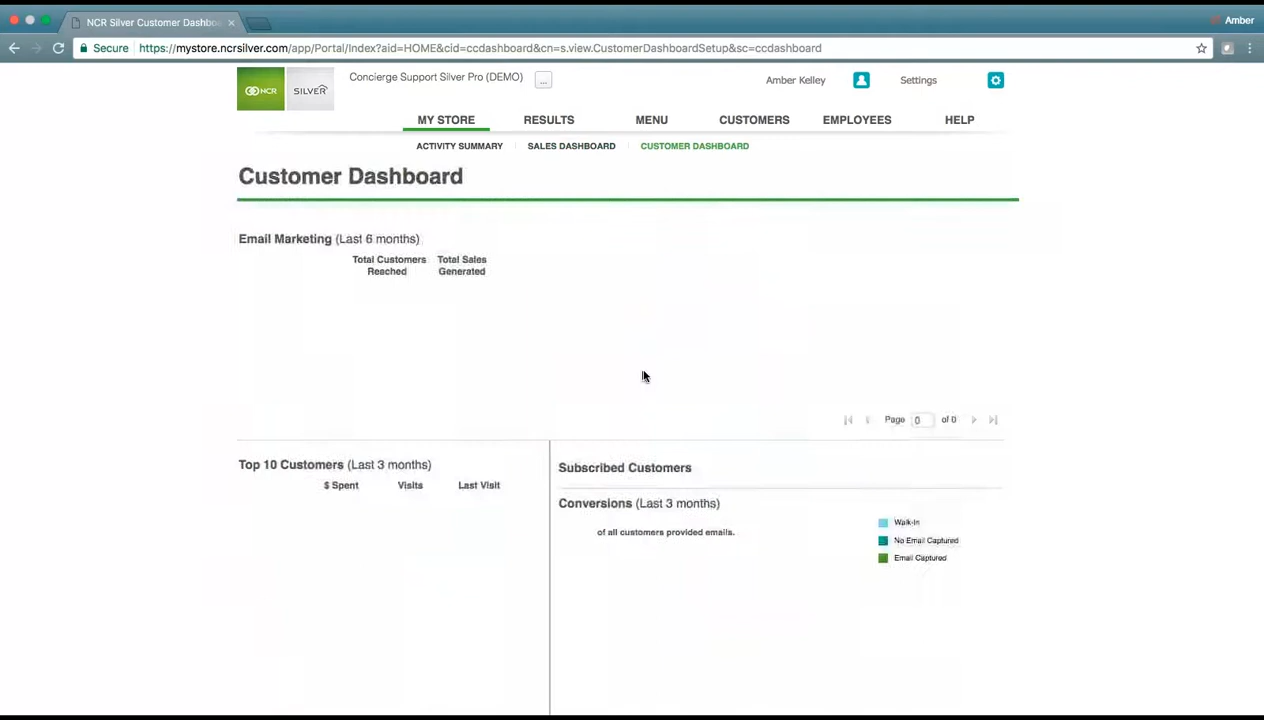 NCR Silver Customer Dashbo
Amber
Secure https://mystore.ncrsilver.com/app/Portal/Index?aid=HOME&cid=ccdashboard&cn=s.view.CustomerDashboardSetup&sc=ccdashboard
NCR SILVER
Concierge Support Silver Pro (DEMO) ...
Amber Kelley Settings
MY STORE RESULTS MENU CUSTOMERS EMPLOYEES HELP
ACTIVITY SUMMARY SALES DASHBOARD CUSTOMER DASHBOARD
Customer Dashboard
Email Marketing (Last 6 months)
Total Customers Total Sales
Reached Generated
Page 0 of 0
Top 10 Customers (Last 3 months)
$ Spent Visits Last Visit
Subscribed Customers
Conversions (Last 3 months)
of all customers provided emails.
Walk-In
No Email Captured
Email Captured